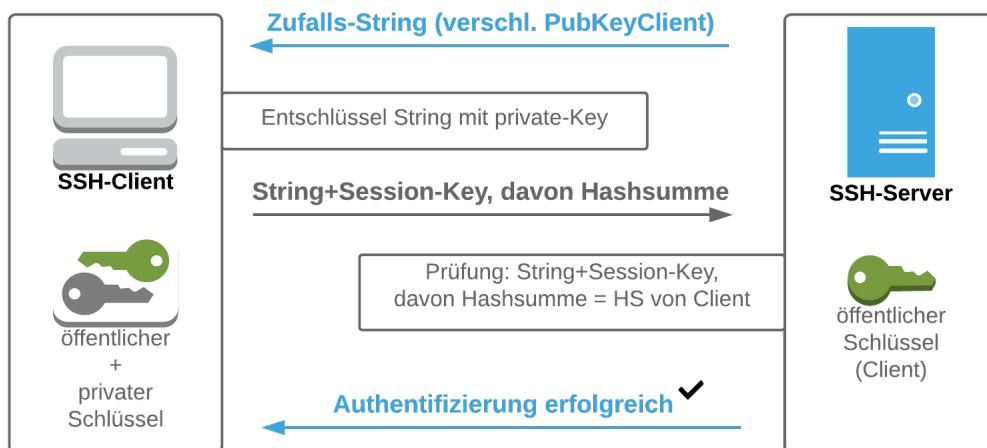 Zufalls-String (verschl. PubKeyClient)
Entschlüssel String mit private-Key
SSH-Client
String+Session-Key, davon Hashsumme
SSH-Server
Prüfung: String+Session-Key,
davon Hashsumme = HS von Client
öffentlicher
+
privater
Schlüssel
öffentlicher
Schlüssel
(Client)
Authentifizierung erfolgreich